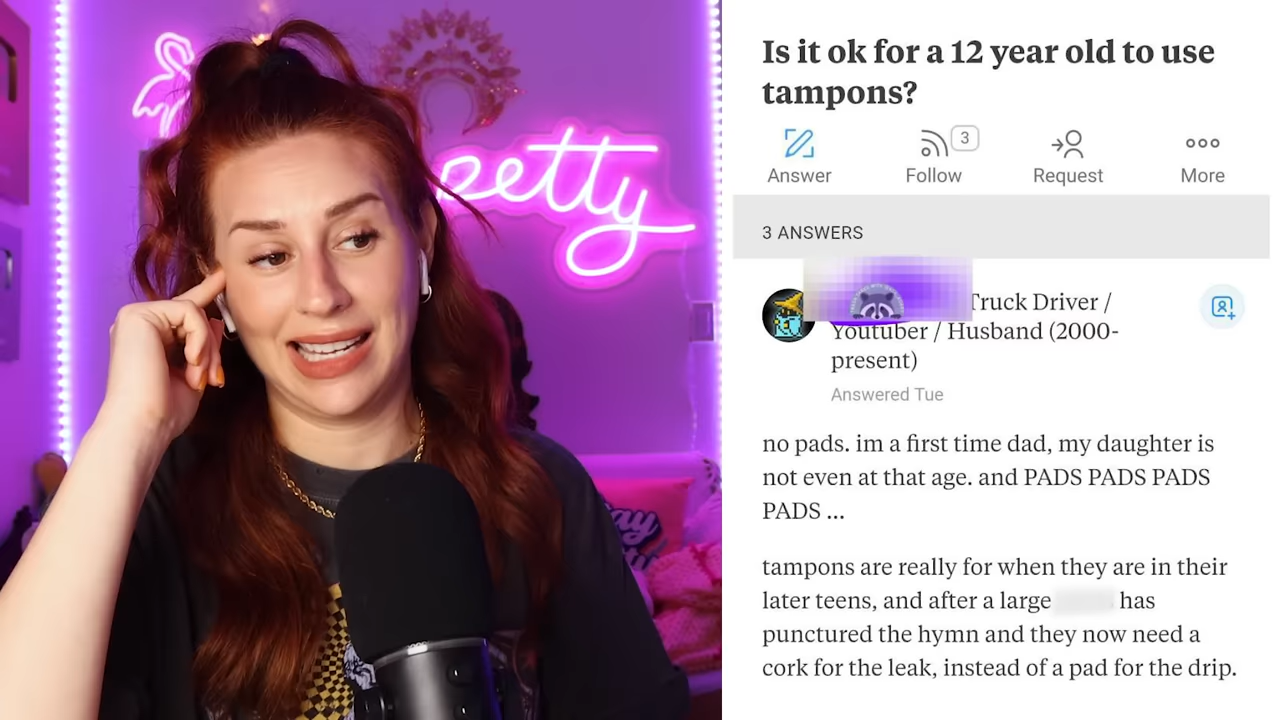 petty
Is it ok for a 12 year old to use
tampons?
3
Answer
Follow
Request
More
3 ANSWERS
Truck Driver /
Youtuber / Husband (2000-
present)
Answered Tue
no pads. im a first time dad, my daughter is
not even at that age. and PADS PADS PADS
PADS ...
tampons are really for when they are in their
later teens, and after a large has
punctured the hymn and they now need a
cork for the leak, instead of a pad for the drip.